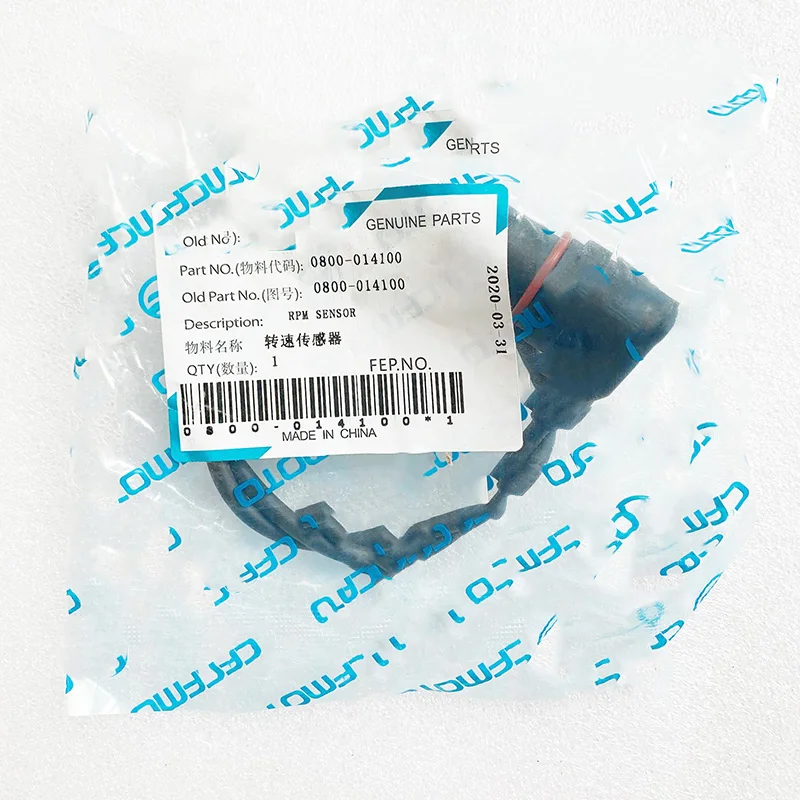 GENUINE PARTS
Old No):
Part NO.(物料代码): 0800-014100
Old Part No.(图号): 0800-014100
Description: RPM SENSOR
物料名称 转速传感器
QTY(数量): 1
FEP.NO.
0800-014100*1
MADE IN CHINA
2020-03-31
CFMOTO